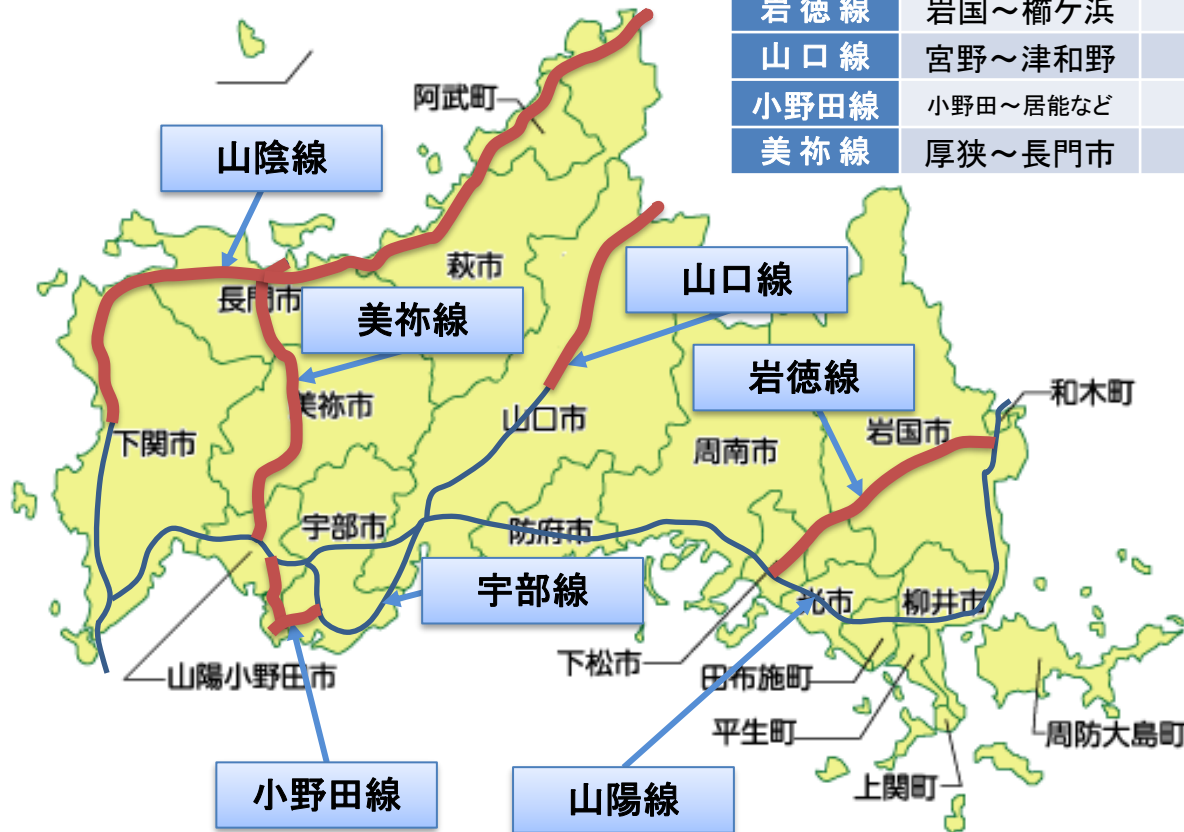 岩徳線 岩国～櫛ケ浜
山口線 宮野～津和野
小野田線 小野田～居能など
美祢線 厚狭～長門市
阿武町
山陰線
萩市
山口線
長門市
美祢線
岩徳線
和木町
美祢市
山口市
岩国市
下関市
周南市
宇部市
防府市
宇部線
光市
柳井市
下松市
山陽小野田市
田布施町
平生町
周防大島町
上関町
小野田線
山陽線